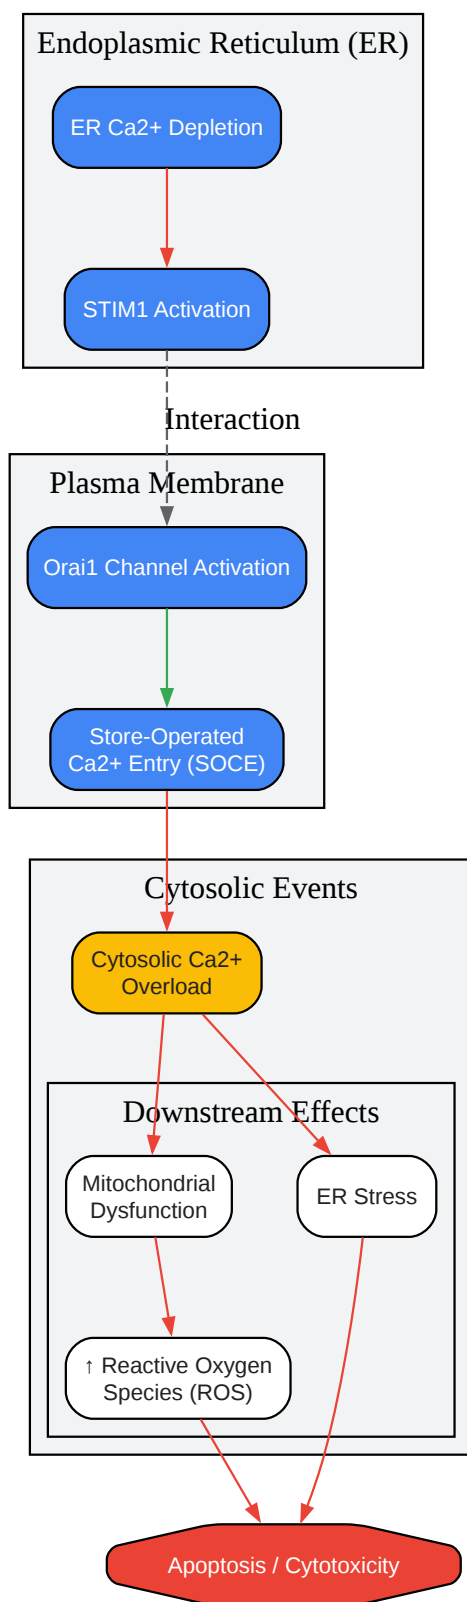 Endoplasmic Reticulum (ER)
ER Ca2+ Depletion
STIM1 Activation
Interaction
Plasma Membrane
Orai1 Channel Activation
Store-Operated
Ca2+ Entry (SOCE)
Cytosolic Events
Cytosolic Ca2+
Overload
Downstream Effects
Mitochondrial
Dysfunction
ER Stress
↑ Reactive Oxygen
Species (ROS)
Apoptosis / Cytotoxicity